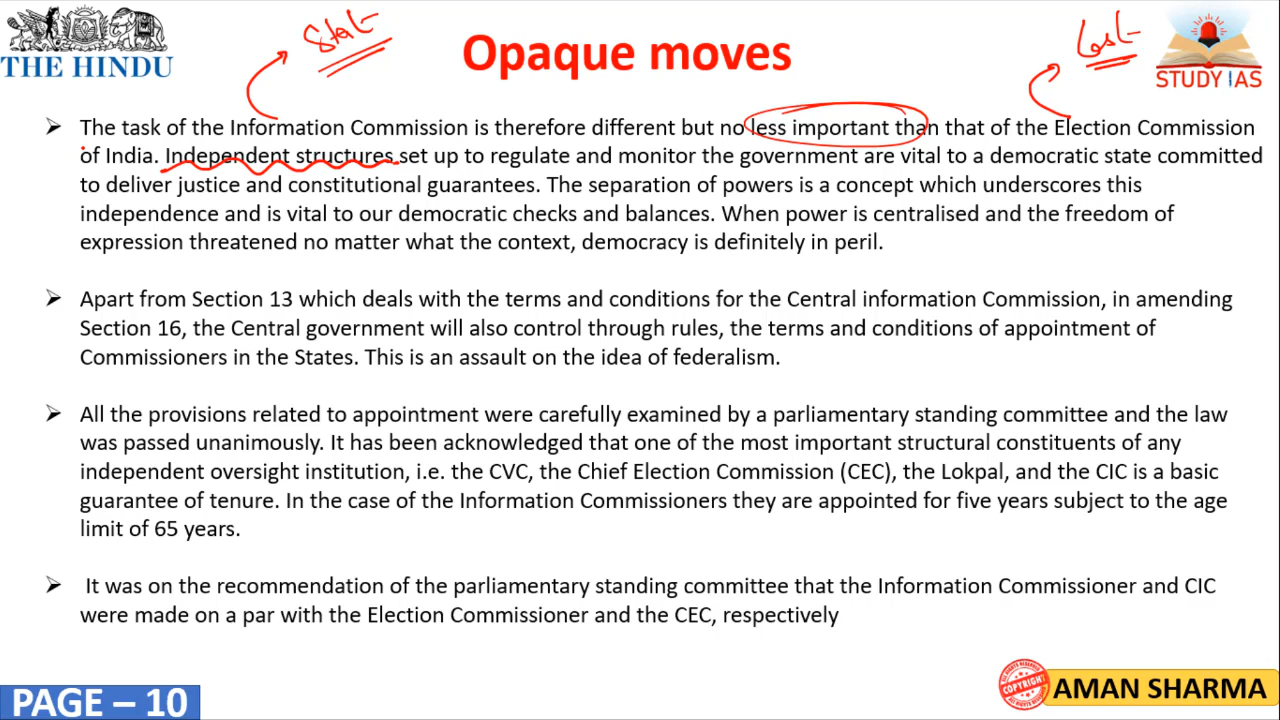 THE HINDU
Stat
Opaque moves
Cost
STUDY IAS
➢ The task of the Information Commission is therefore different but no less important than that of the Election Commission
of India. Independent structures set up to regulate and monitor the government are vital to a democratic state committed
to deliver justice and constitutional guarantees. The separation of powers is a concept which underscores this
independence and is vital to our democratic checks and balances. When power is centralised and the freedom of
expression threatened no matter what the context, democracy is definitely in peril.
➢ Apart from Section 13 which deals with the terms and conditions for the Central information Commission, in amending
Section 16, the Central government will also control through rules, the terms and conditions of appointment of
Commissioners in the States. This is an assault on the idea of federalism.
➢ All the provisions related to appointment were carefully examined by a parliamentary standing committee and the law
was passed unanimously. It has been acknowledged that one of the most important structural constituents of any
independent oversight institution, i.e. the CVC, the Chief Election Commission (CEC), the Lokpal, and the CIC is a basic
guarantee of tenure. In the case of the Information Commissioners they are appointed for five years subject to the age
limit of 65 years.
➢ It was on the recommendation of the parliamentary standing committee that the Information Commissioner and CIC
were made on a par with the Election Commissioner and the CEC, respectively
PAGE – 10
COPYRIGHT
AMAN SHARMA